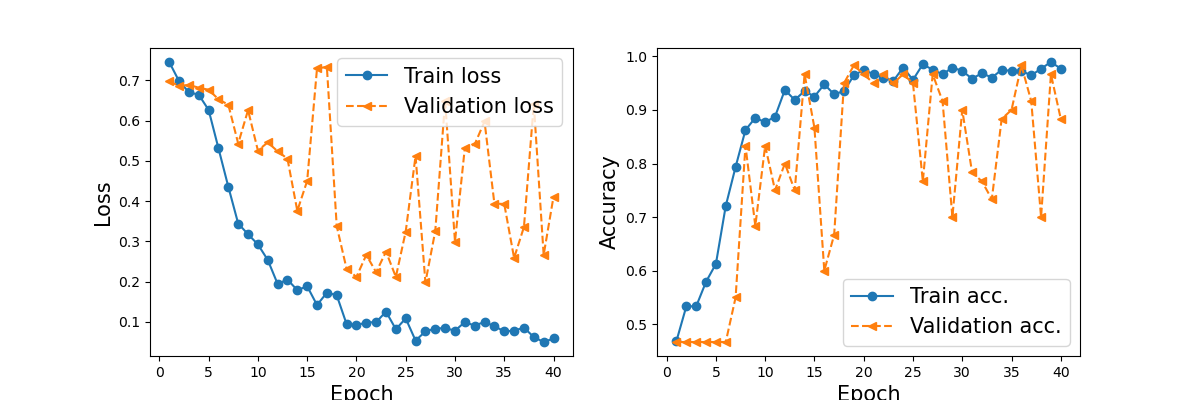 0.7
0.6
0.5
0.4
0.3
0.2
0.1
Loss
0 5 10 15 20 25 30 35 40
Epoch
Train loss
Validation loss
1.0
0.9
0.8
0.7
0.6
0.5
Accuracy
0 5 10 15 20 25 30 35 40
Epoch
Train acc.
Validation acc.